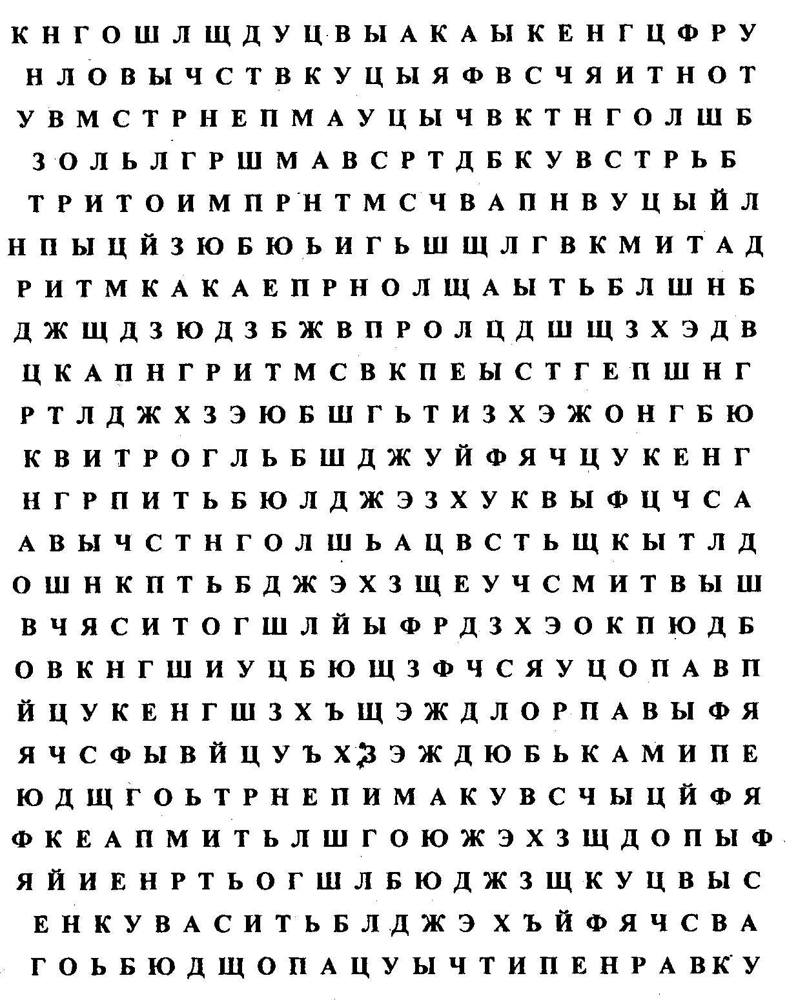 К Н Г О Ш Л Щ Д У Ц В Ы А К А Ы К Е Н Г Ц Ф Р У
Н Л О В Ы Ч С Т В К У Ц Ы Я Ф В С Ч Я И Т Н О Т
У В М С Т Р Н Е П М А У Ц Ы Ч В К Т Н Г О Л Ш Б
З О Л Ь Л Г Р Ш М А В С Р Т Д Б К У В С Т Р Ь Б
Т Р И Т О И М П Р Н Т М С Ч В А П Н В У Ц Ы Й Л
Н П Ы Ц Й З Ю Б Ю Ь И Г Ь Ш Щ Л Г В К М И Т А Д
Р И Т М К А К А Е П Р Н О Л Щ А Ы Т Ь Б Л Ш Н Б
Д Ж Щ Д З Ю Д З Б Ж В П Р О Л Ц Д Ш Щ З Х Э Д В
Ц К А П Н Г Р И Т М С В К П Е Ы С Т Г Е П Ш Н Г
Р Т Л Д Ж Х З Э Ю Б Ш Г Ь Т И З Х Э Ж О Н Г Б Ю
К В И Т Р О Г Л Ь Б Ш Д Ж У Й Ф Я Ч Ц У К Е Н Г
Н Г Р П И Т Ь Б Ю Л Д Ж Э З Х У К В Ы Ф Ц Ч С А
А В Ы Ч С Т Н Г О Л Ш Ь А Ц В С Т Ь Щ К Ы Т Л Д
О Ш Н К П Т Ь Б Д Ж Э Х З Щ Е У Ч С М И Т В Ы Ш
В Ч Я С И Т О Г Ш Л Й Ы Ф Р Д З Х Э О К П Ю Д Б
О В К Н Г Ш И У Ц Б Ю Щ З Ф Ч С Я У Ц О П А В П
Й Ц У К Е Н Г Ш З Х Ъ Щ Э Ж Д Л О Р П А В Ы Ф Я
Я Ч С Ф Ы В Й Ц У Ъ Х З Э Ж Д Ю Б Ь К А М И П Е
Ю Д Щ Г О Ь Т Р Н Е П И М А К У В С Ч Ы Ц Й Ф Я
Ф К Е А П М И Т Ь Л Ш Г О Ю Ж Э Х З Щ Д О П Ы Ф
Я Й И Е Н Р Т Ь О Г Ш Л Б Ю Д Ж З Щ К У Ц В Ы С
Е Н К У В А С И Т Ь Б Л Д Ж Э Х Ъ Й Ф Я Ч С В А
Г О Ь Б Ю Д Щ О П А Ц У Ы Ч Т И П Е Н Р А В К У